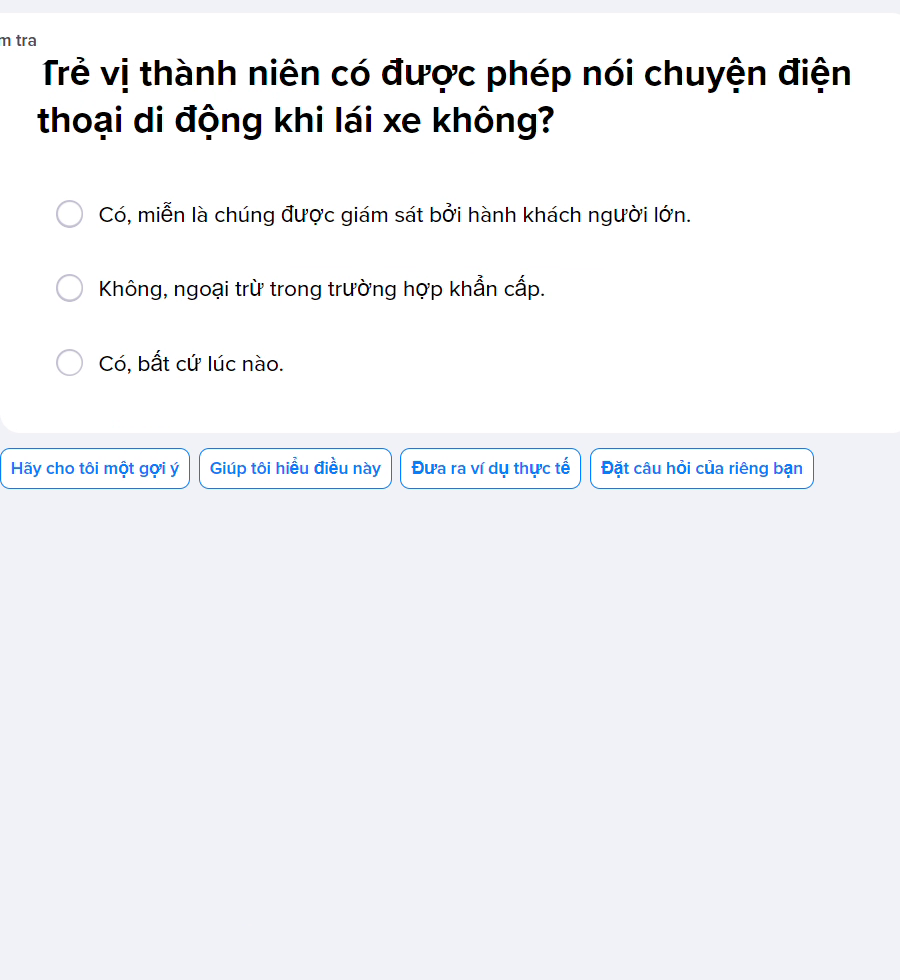 m tra
Trẻ vị thành niên có được phép nói chuyện điện
thoại di động khi lái xe không?
Có, miễn là chúng được giám sát bởi hành khách người lớn.
Không, ngoại trừ trong trường hợp khẩn cấp.
Có, bất cứ lúc nào.
Hãy cho tôi một gợi ý
Giúp tôi hiểu điều này
Đưa ra ví dụ thực tế
Đặt câu hỏi của riêng bạn